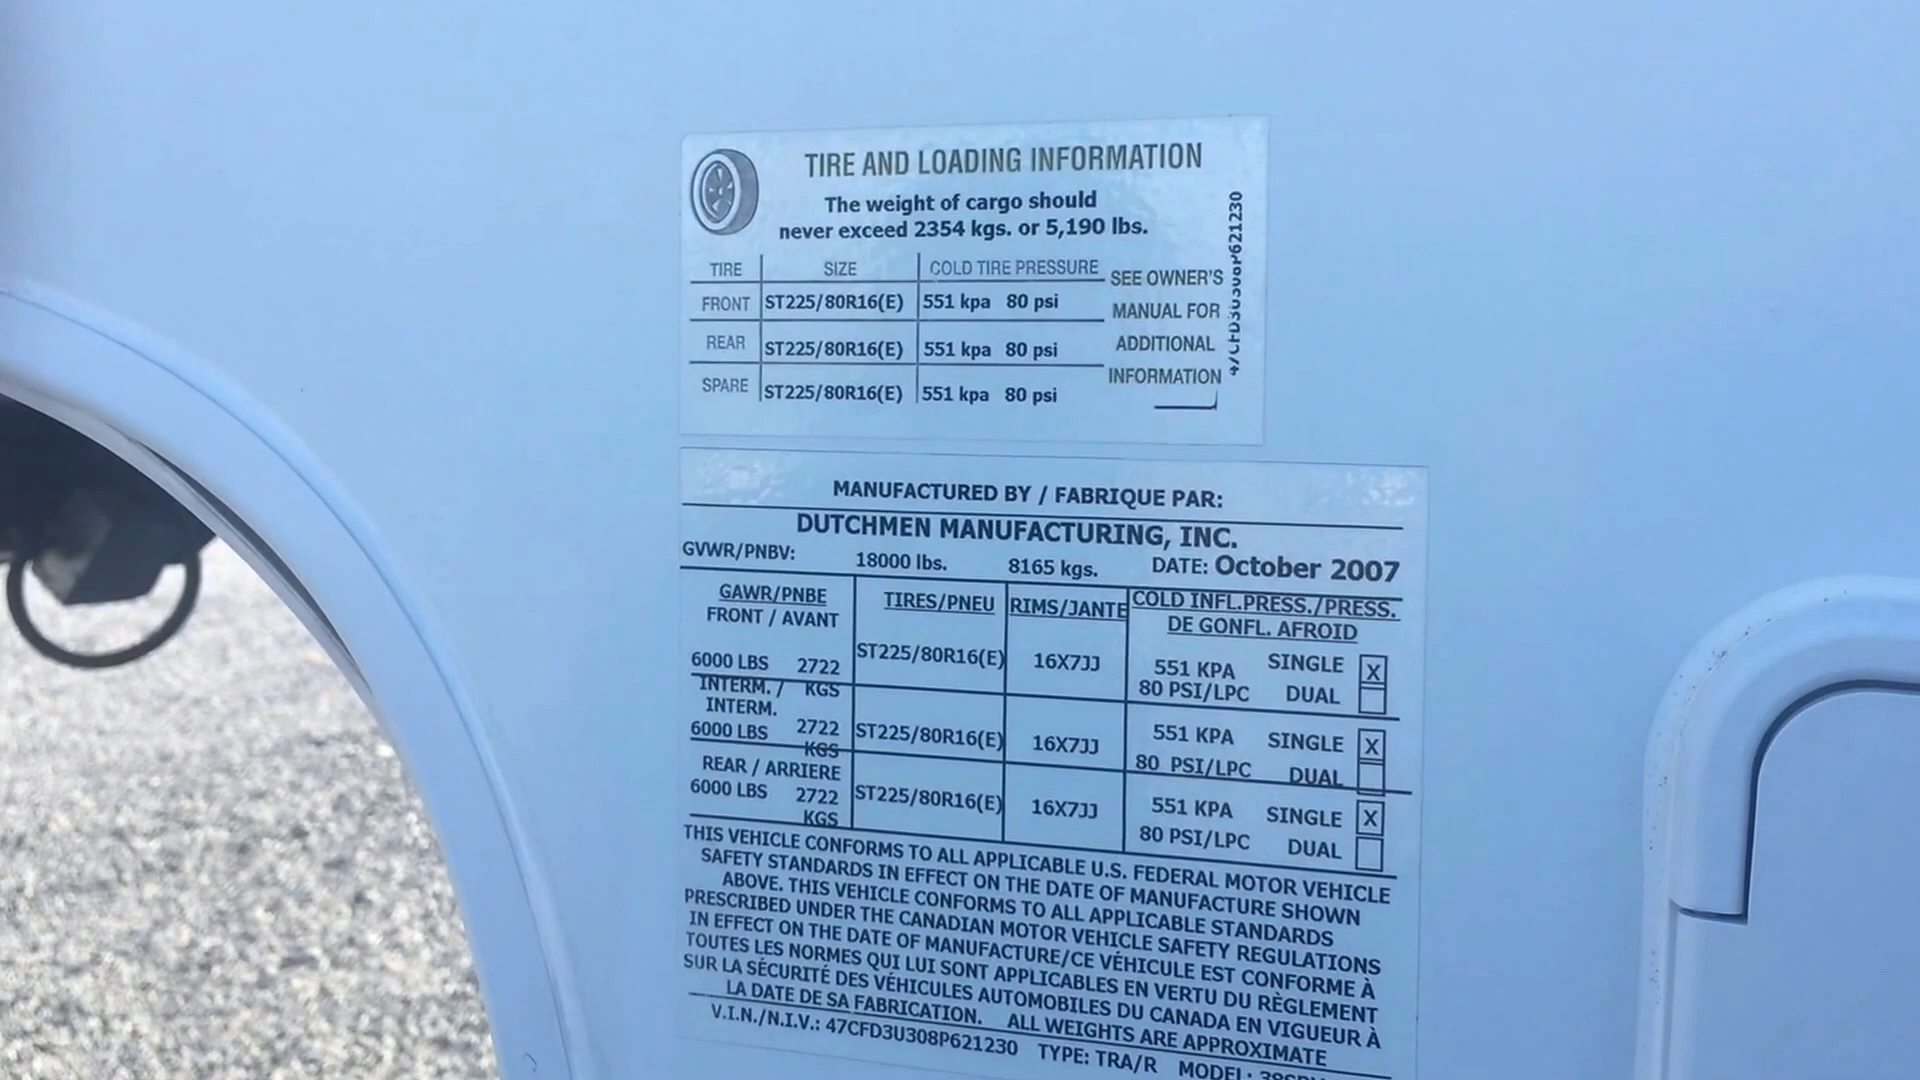 TIRE AND LOADING INFORMATION
The weight of cargo should
never exceed 2354 kgs. or 5,190 lbs.
TIRE SIZE COLD TIRE PRESSURE
FRONT ST225/80R16(E) 551 kpa 80 psi
REAR ST225/80R16(E) 551 kpa 80 psi
SPARE ST225/80R16(E) 551 kpa 80 psi
SEE OWNER'S
MANUAL FOR
ADDITIONAL
INFORMATION
47CFD3U308P621230
MANUFACTURED BY / FABRIQUE PAR:
DUTCHMEN MANUFACTURING, INC.
GVWR/PNBV: 18000 lbs. 8165 kgs. DATE: October 2007
GAWR/PNBE TIRES/PNEU RIMS/JANTE COLD INFL.PRESS./PRESS.
FRONT / AVANT DE GONFL. AFROID
6000 LBS 2722 KGS ST225/80R16(E) 16X7JJ 551 KPA SINGLE X
80 PSI/LPC DUAL
INTERM. /
INTERM.
6000 LBS 2722 KGS ST225/80R16(E) 16X7JJ 551 KPA SINGLE X
80 PSI/LPC DUAL
REAR / ARRIERE
6000 LBS 2722 KGS ST225/80R16(E) 16X7JJ 551 KPA SINGLE X
80 PSI/LPC DUAL
THIS VEHICLE CONFORMS TO ALL APPLICABLE U.S. FEDERAL MOTOR VEHICLE
SAFETY STANDARDS IN EFFECT ON THE DATE OF MANUFACTURE SHOWN
ABOVE. THIS VEHICLE CONFORMS TO ALL APPLICABLE STANDARDS
PRESCRIBED UNDER THE CANADIAN MOTOR VEHICLE SAFETY REGULATIONS
IN EFFECT ON THE DATE OF MANUFACTURE/CE VÉHICULE EST CONFORME À
TOUTES LES NORMES QUI LUI SONT APPLICABLES EN VERTU DU RÈGLEMENT
SUR LA SÉCURITÉ DES VÉHICULES AUTOMOBILES DU CANADA EN VIGUEUR À
LA DATE DE SA FABRICATION. ALL WEIGHTS ARE APPROXIMATE
V.I.N./N.I.V.: 47CFD3U308P621230 TYPE: TRA/R MODEL: